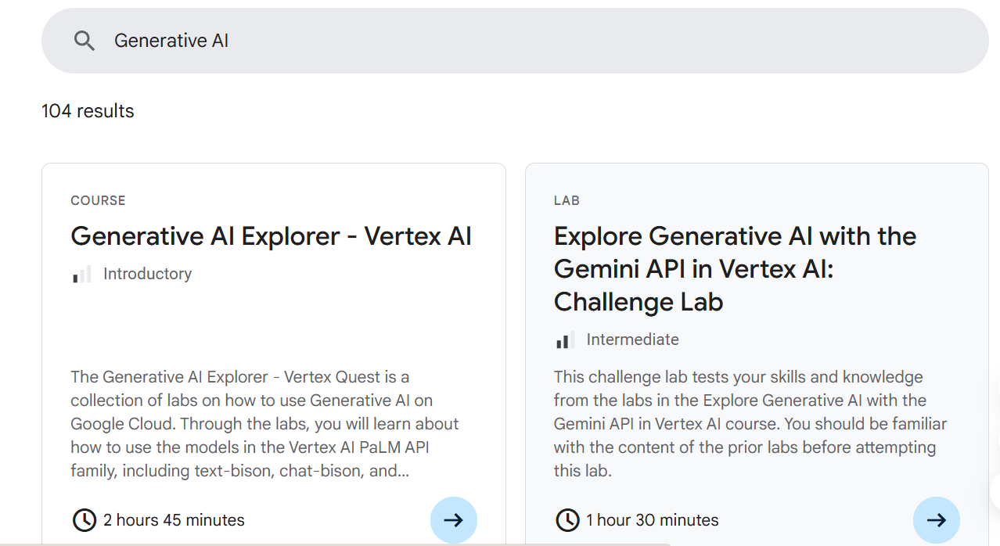 Generative AI
104 results
COURSE
Generative AI Explorer - Vertex AI
Introductory
The Generative AI Explorer - Vertex Quest is a
collection of labs on how to use Generative AI on
Google Cloud. Through the labs, you will learn about
how to use the models in the Vertex AI PaLM API
family, including text-bison, chat-bison, and...
2 hours 45 minutes
LAB
Explore Generative AI with the
Gemini API in Vertex AI:
Challenge Lab
Intermediate
This challenge lab tests your skills and knowledge
from the labs in the Explore Generative AI with the
Gemini API in Vertex AI course. You should be familiar
with the content of the prior labs before attempting
this lab.
1 hour 30 minutes